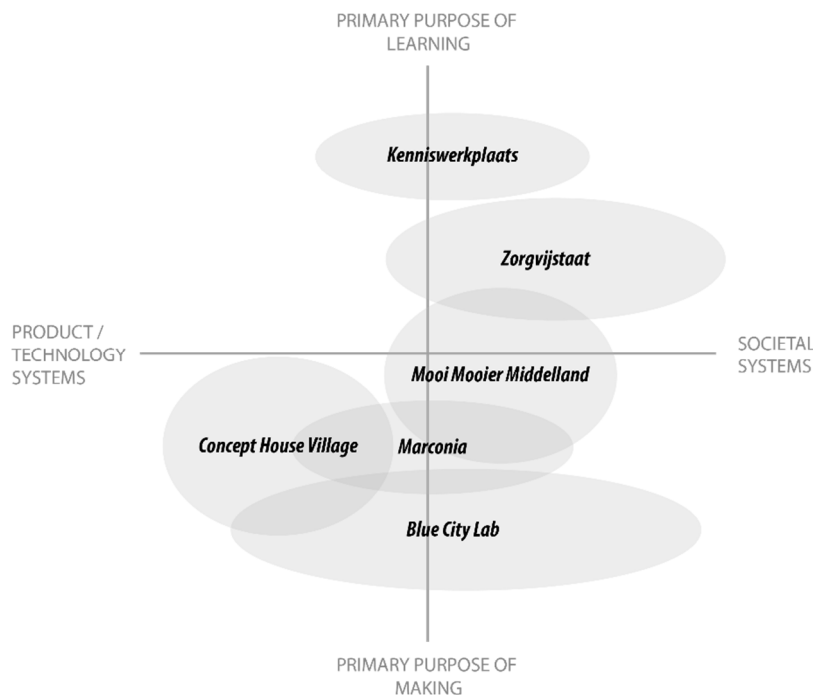 PRIMARY PURPOSE OF
LEARNING
Kenniswerkplaats
Zorgvijstaat
PRODUCT /
TECHNOLOGY
SYSTEMS
SOCIETAL
SYSTEMS
Mooi Mooier Middelland
Concept House Village
Marconia
Blue City Lab
PRIMARY PURPOSE OF
MAKING